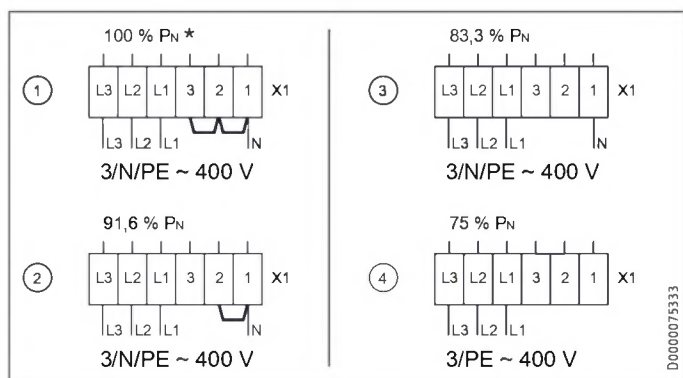 100 % PN *
1
L3 L2 L1 3 2 1 X1
L3 L2 L1 N
3/N/PE ~ 400 V
91,6 % PN
2
L3 L2 L1 3 2 1 X1
L3 L2 L1 N
3/N/PE ~ 400 V
83,3 % PN
3
L3 L2 L1 3 2 1 X1
L3 L2 L1 N
3/N/PE ~ 400 V
75 % PN
4
L3 L2 L1 3 2 1 X1
L3 L2 L1
3/PE ~ 400 V
D0000075333